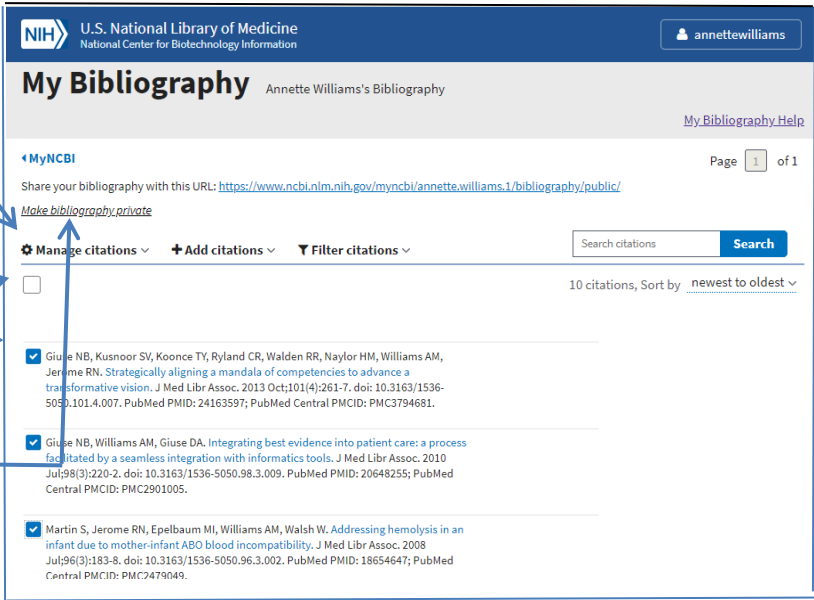 NIH U.S. National Library of Medicine
National Center for Biotechnology Information
annettewilliams
My Bibliography Annette Williams's Bibliography
My Bibliography Help
MyNCBI
Page 1 of 1
Share your bibliography with this URL: https://www.ncbi.nlm.nih.gov/myncbi/annette.williams.1/bibliography/public/
Make bibliography private
Manage citations Add citations Filter citations Search citations Search
10 citations, Sort by newest to oldest
Giuse NB, Kusnoor SV, Koonce TY, Ryland CR, Walden RR, Naylor HM, Williams AM,
Jerome RN. Strategically aligning a mandala of competencies to advance a
transformative vision. J Med Libr Assoc. 2013 Oct;101(4):261-7. doi: 10.3163/1536-
5050.101.4.007. PubMed PMID: 24163597; PubMed Central PMCID: PMC3794681.
Giuse NB, Williams AM, Giuse DA. Integrating best evidence into patient care: a process
facilitated by a seamless integration with informatics tools. J Med Libr Assoc. 2010
Jul;98(3):220-2. doi: 10.3163/1536-5050.98.3.009. PubMed PMID: 20648255; PubMed
Central PMCID: PMC2901005.
Martin S, Jerome RN, Epelbaum MI, Williams AM, Walsh W. Addressing hemolysis in an
infant due to mother-infant ABO blood incompatibility. J Med Libr Assoc. 2008
Jul;96(3):183-8. doi: 10.3163/1536-5050.96.3.002. PubMed PMID: 18654647; PubMed
Central PMCID: PMC2479049.